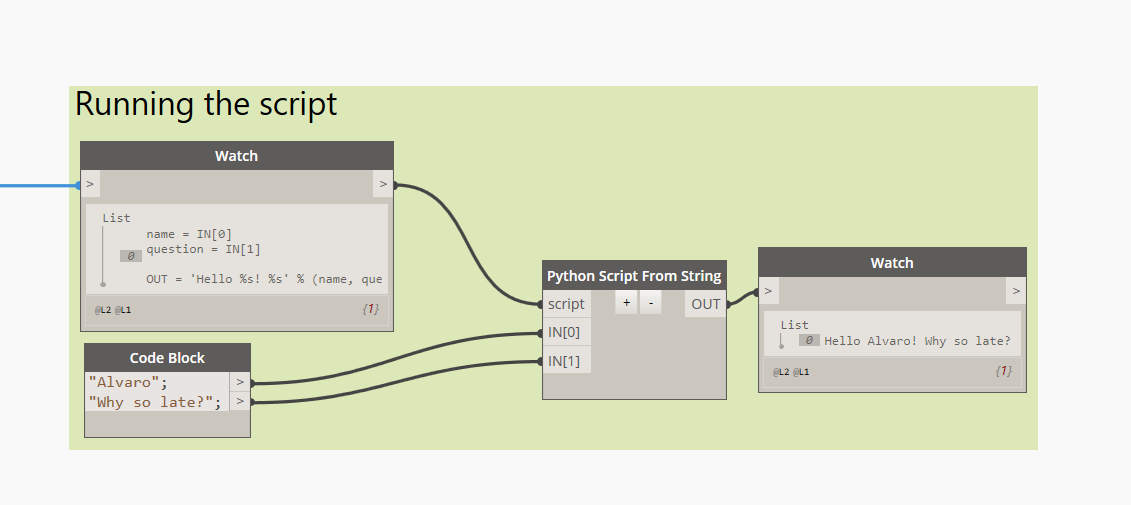 Running the script
Watch
>
>
List
0
name = IN[0]
question = IN[1]
OUT = 'Hello %s! %s' % (name, que
@L2 @L1
{1}
Code Block
"Alvaro";
>
"Why so late?";
>
Python Script From String
script
+
-
OUT
IN[0]
IN[1]
Watch
>
>
List
0 Hello Alvaro! Why so late?
@L2 @L1
{1}